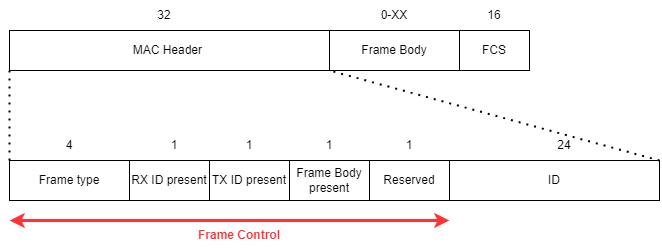 32
0-XX
16
MAC Header
Frame Body
FCS
4
1
1
1
1
24
Frame type
RX ID present
TX ID present
Frame Body
present
Reserved
ID
Frame Control